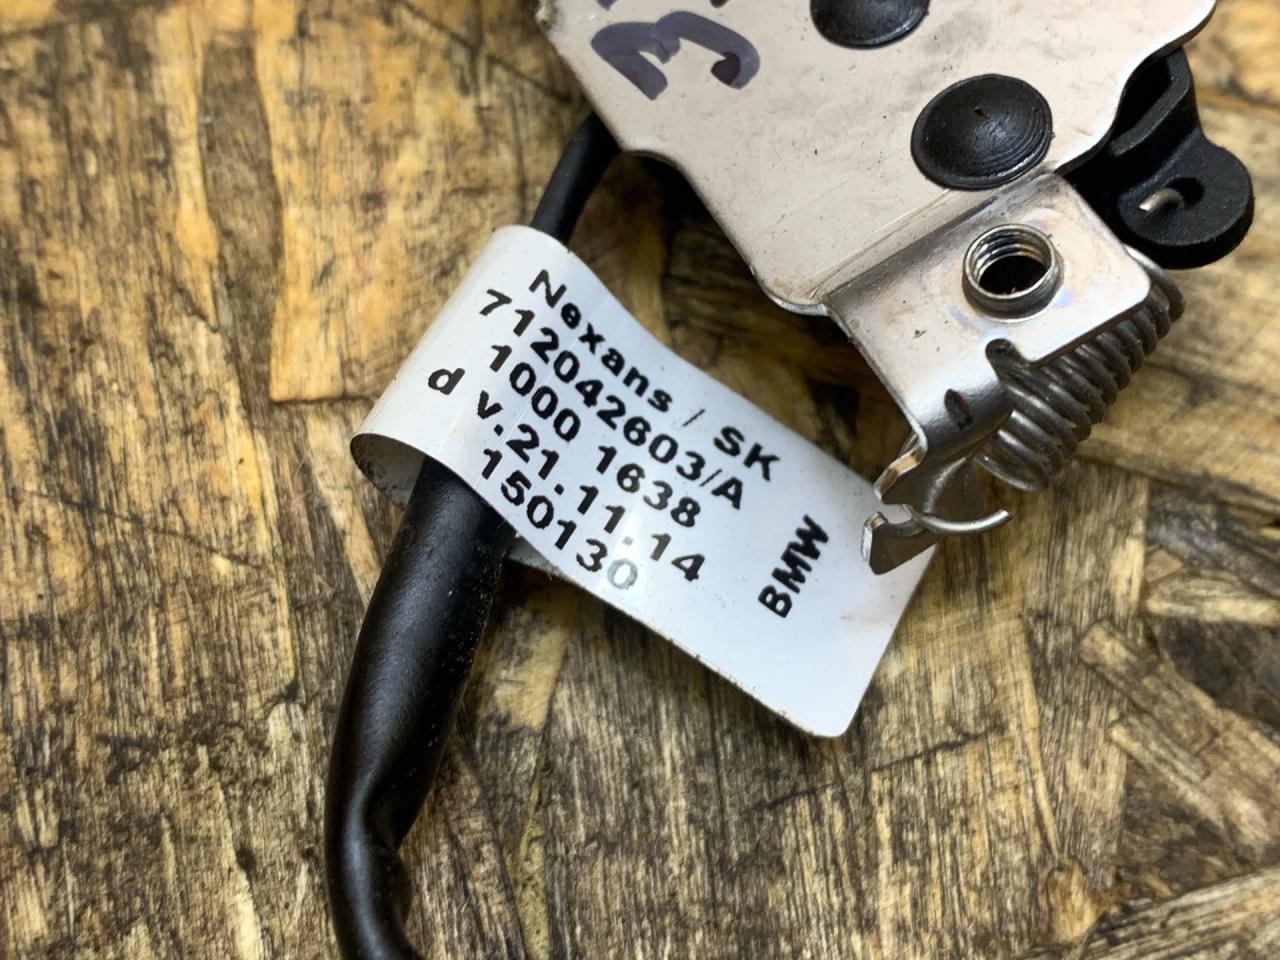 Nexans / SK
712042603/A
1000 1638
d v.21.11.14
150130
BMW